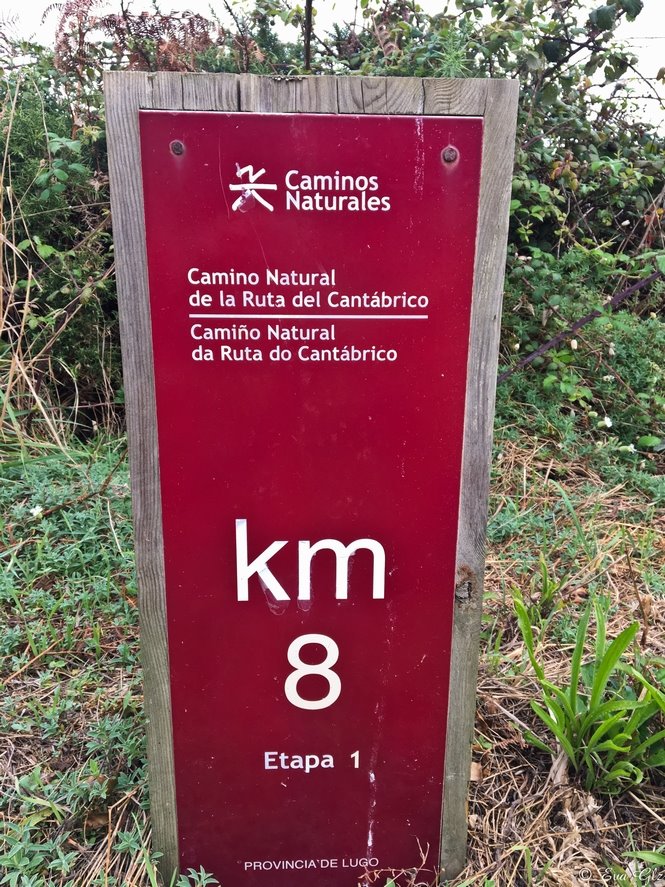 Caminos
Naturales
Camino Natural
de la Ruta del Cantábrico
Camiño Natural
da Ruta do Cantábrico
km
8
Etapa 1
PROVINCIA DE LUGO